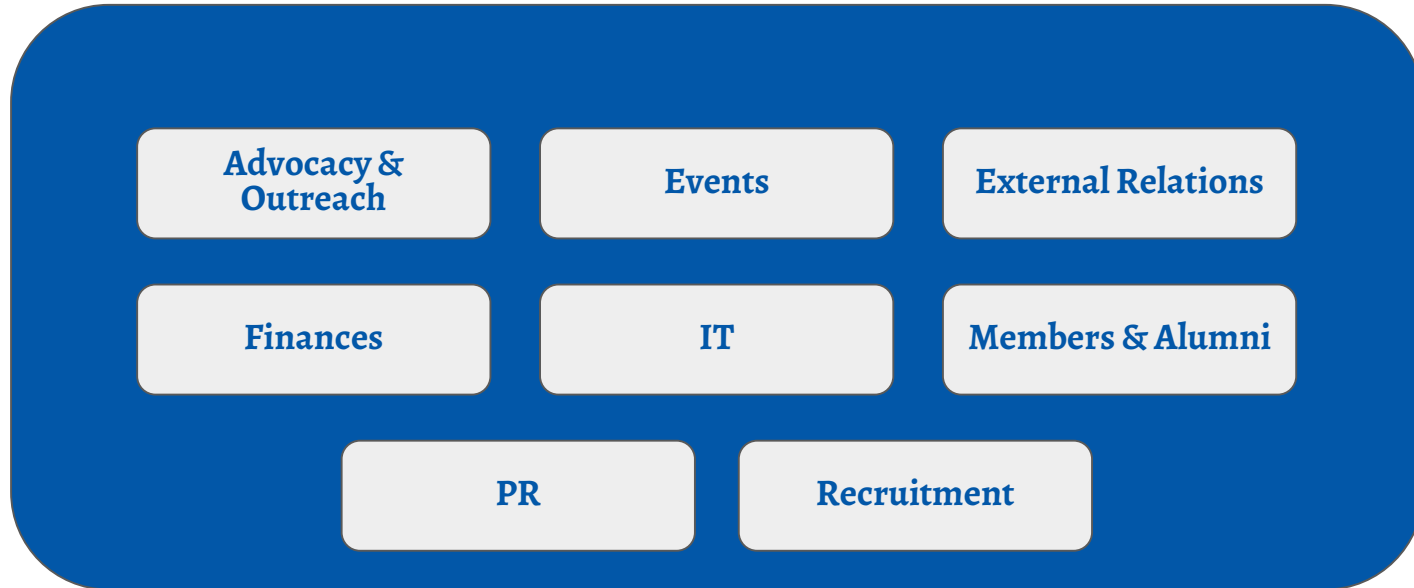 Advocacy &
Outreach
Events
External Relations
Finances
IT
Members & Alumni
PR
Recruitment